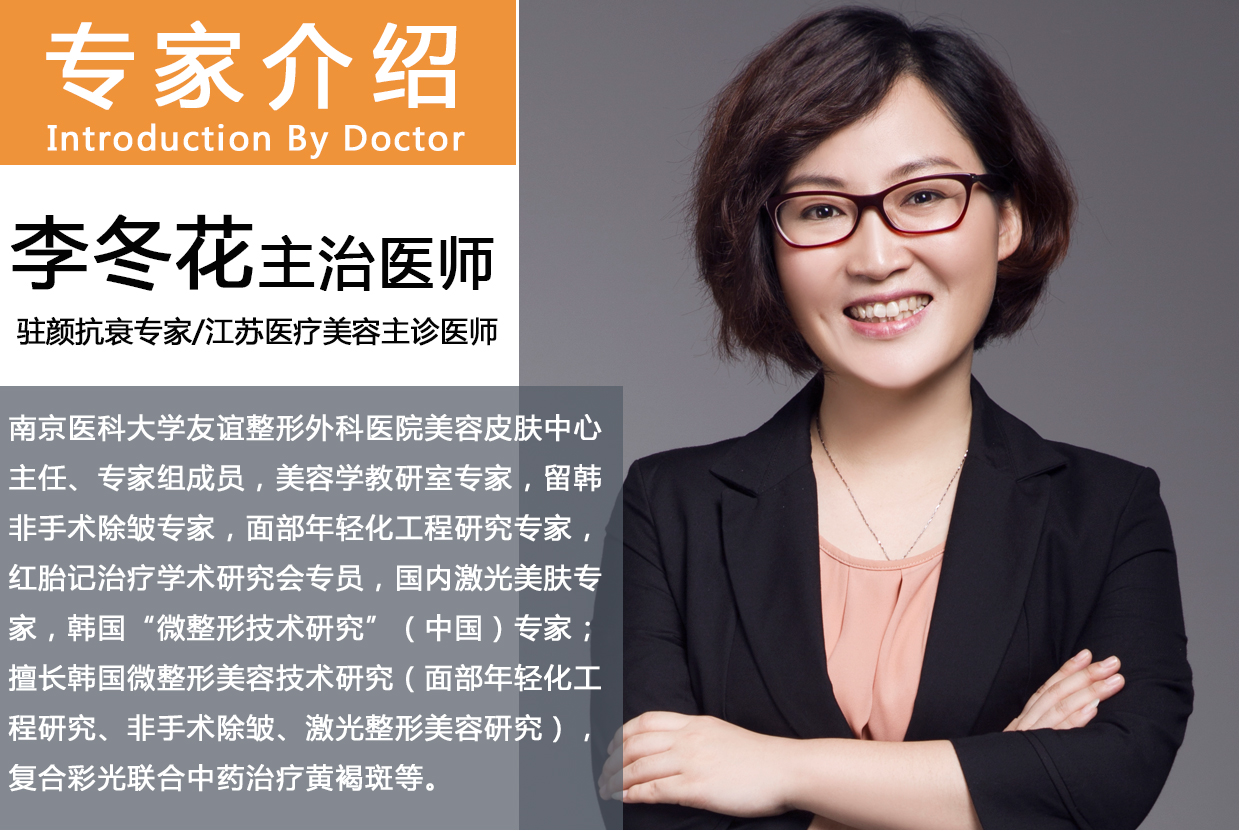 专家介绍
Introduction By Doctor
李冬花主治医师
驻颜抗衰专家/江苏医疗美容主诊医师
南京医科大学友谊整形外科医院美容皮肤中心
主任、专家组成员，美容学教研室专家，留韩
非手术除皱专家，面部年轻化工程研究专家，
红胎记治疗学术研究会专员，国内激光美肤专
家，韩国“微整形技术研究”（中国）专家；
擅长韩国微整形美容技术研究（面部年轻化工
程研究、非手术除皱、激光整形美容研究），
复合彩光联合中药治疗黄褐斑等。